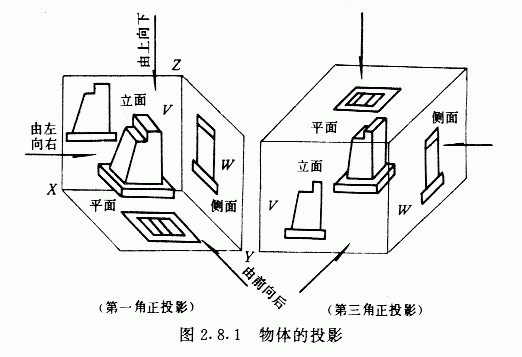 由上向下
Z
立面
V
由左
向右
W
X
平面
侧面
Y
由前向后
平面
侧面
立面
V
W
(第一角正投影)
(第三角正投影)
图 2.8.1 物体的投影